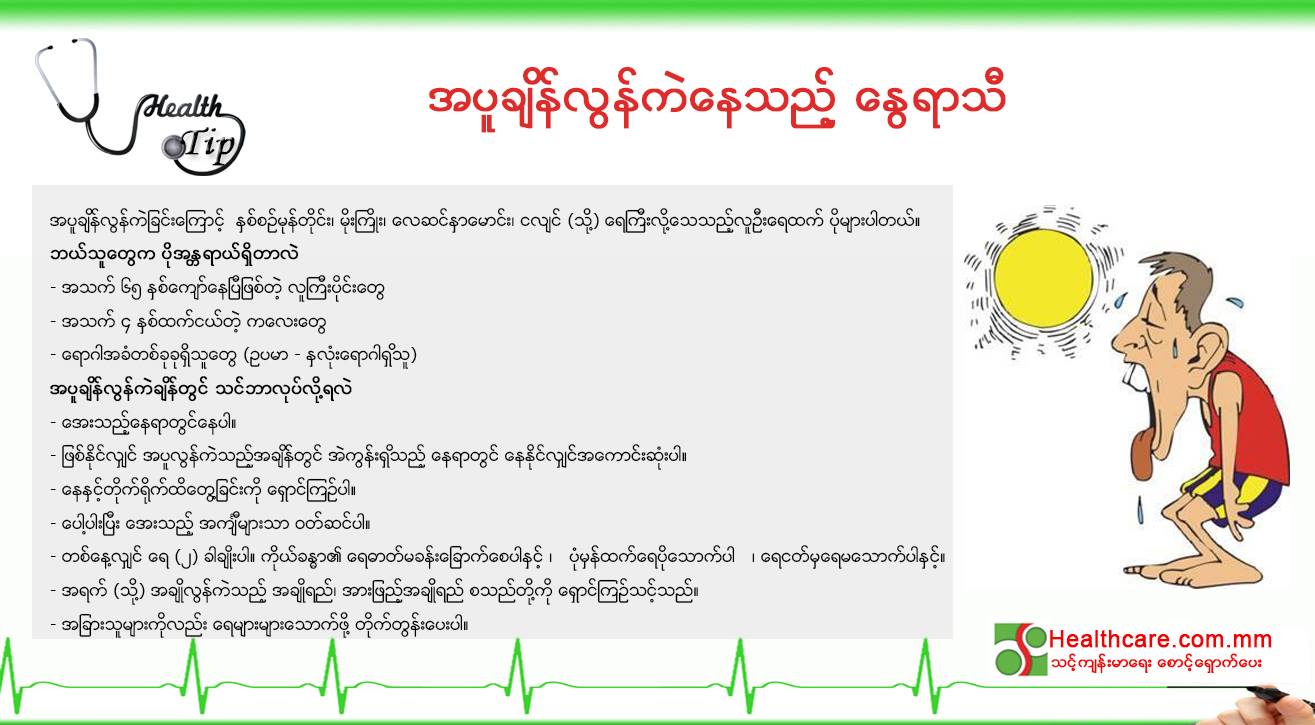 Health
Tip
အပူချိန်လွန်ကဲနေသည့် နွေရာသီ
အပူချိန်လွန်ကဲခြင်းကြောင့် နှစ်စဉ်မုန်တိုင်း၊ မိုးကြိုး၊ လေဆင်နှာမောင်း၊ ငလျင် (သို့) ရေကြီးလို့သေသည့်လူဦးရေထက် ပိုများပါတယ်။
ဘယ်သူတွေက ပိုအန္တရာယ်ရှိတာလဲ
- အသက် ၆၅ နှစ်ကျော်နေပြီဖြစ်တဲ့ လူကြီးပိုင်းတွေ
- အသက် ၄ နှစ်ထက်ငယ်တဲ့ ကလေးတွေ
- ရောဂါအခံတစ်ခုခုရှိသူတွေ (ဥပမာ - နှလုံးရောဂါရှိသူ)
အပူချိန်လွန်ကဲချိန်တွင် သင်ဘာလုပ်လို့ရလဲ
- အေးသည့်နေရာတွင်နေပါ။
- ဖြစ်နိုင်လျှင် အပူလွန်ကဲသည့်အချိန်တွင် အဲကွန်းရှိသည့် နေရာတွင် နေနိုင်လျှင်အကောင်းဆုံးပါ။
- နေနှင့်တိုက်ရိုက်ထိတွေ့ခြင်းကို ရှောင်ကြဉ်ပါ။
- ပေါ့ပါးပြီး အေးသည့် အင်္ကျီများသာ ဝတ်ဆင်ပါ။
- တစ်နေ့လျှင် ရေ (၂) ခါချိုးပါ။ ကိုယ်ခန္ဓာ၏ ရေဓာတ်မခန်းခြောက်စေပါနှင့် ၊ ပုံမှန်ထက်ရေပိုသောက်ပါ ၊ ရေငတ်မှရေမသောက်ပါနှင့်။
- အရက် (သို့) အချိုလွန်ကဲသည့် အချိုရည်၊ အားဖြည့်အချိုရည် စသည်တို့ကို ရှောင်ကြဉ်သင့်သည်။
- အခြားသူများကိုလည်း ရေများများသောက်ဖို့ တိုက်တွန်းပေးပါ။
Healthcare.com.mm
သင့်ကျန်းမာရေး စောင့်ရှောက်ပေး